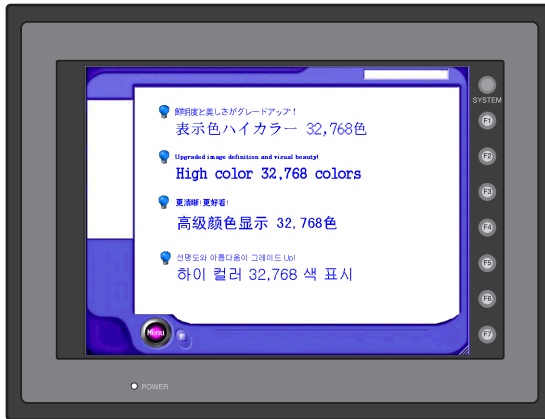 鮮明度と美しさがグレードアップ！
表示色ハイカラー 32,768色
Upgraded image definition and visual beauty!
High color 32,768 colors
更清晰!更好看!
高级颜色显示 32,768色
선명도와 아름다움이 그레이드 Up!
하이 컬러 32,768 색 표시
Menu
SYSTEM
F1
F2
F3
F4
F5
F6
F7
POWER